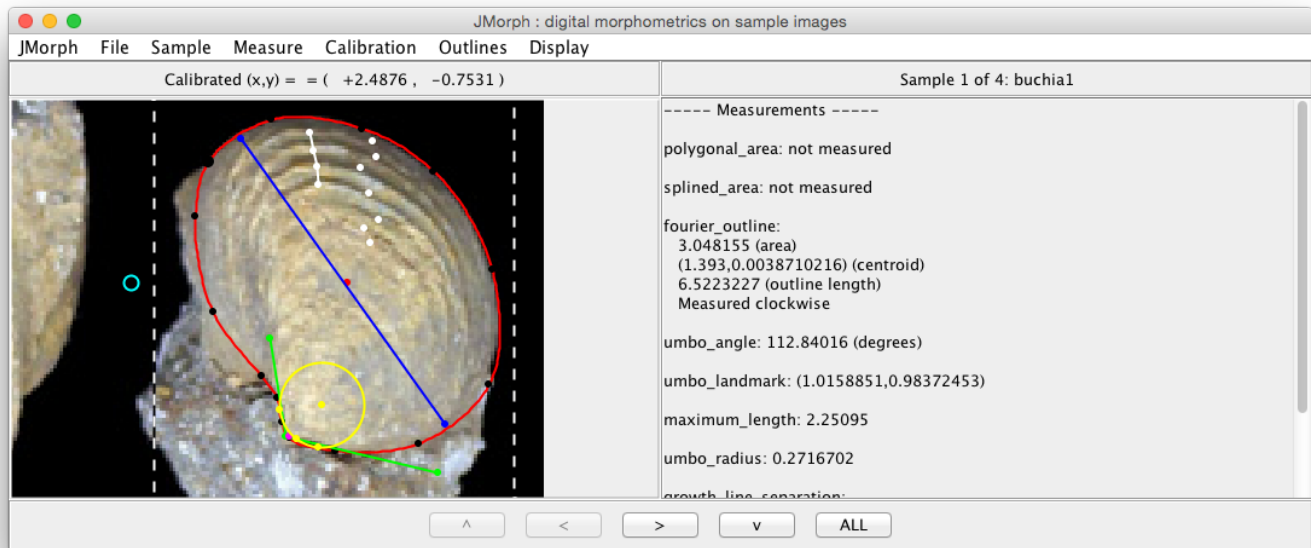 JMorph : digital morphometrics on sample images
JMorph File Sample Measure Calibration Outlines Display
Calibrated (x,y) = = ( +2.4876 , -0.7531 )
Sample 1 of 4: buchia1
----- Measurements -----
polygonal_area: not measured
splined_area: not measured
fourier_outline:
3.048155 (area)
(1.393,0.0038710216) (centroid)
6.5223227 (outline length)
Measured clockwise
umbo_angle: 112.84016 (degrees)
umbo_landmark: (1.0158851,0.98372453)
maximum_length: 2.25095
umbo_radius: 0.2716702
growth_line_separation:
^ < > v ALL